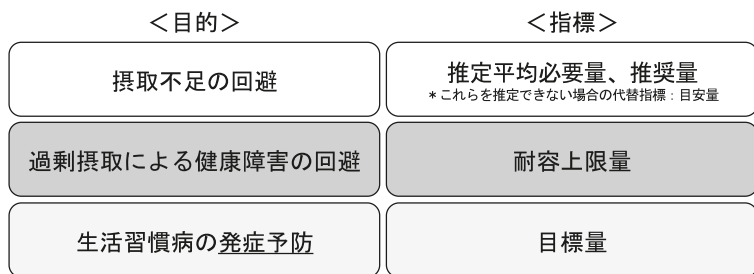 ＜目的＞
＜指標＞
摂取不足の回避
推定平均必要量、推奨量
＊これらを推定できない場合の代替指標：目安量
過剰摂取による健康障害の回避
耐容上限量
生活習慣病の発症予防
目標量